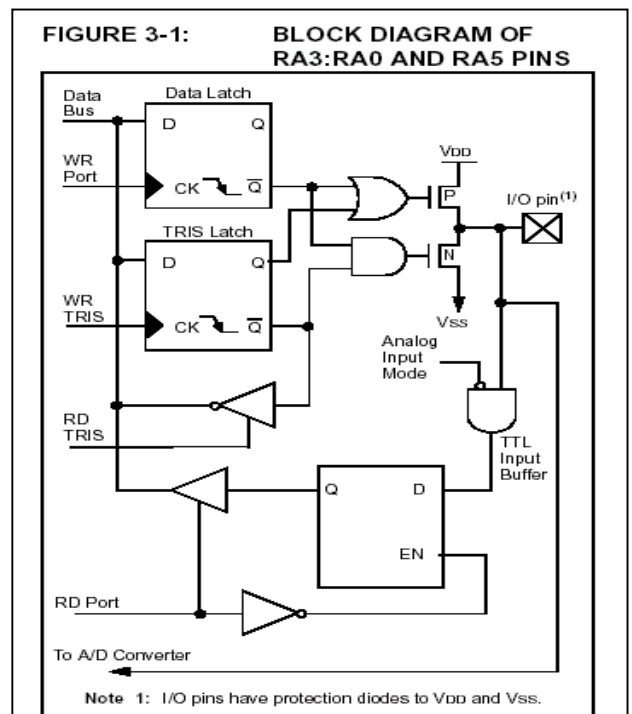 FIGURE 3-1: BLOCK DIAGRAM OF
RA3:RA0 AND RA5 PINS
Data
Bus
Data Latch
D Q
WR
Port
CK Q
VDD
P
I/O pin(1)
TRIS Latch
D Q
N
WR
TRIS
CK Q
VSS
Analog
Input
Mode
RD
TRIS
TTL
Input
Buffer
Q D
EN
RD Port
To A/D Converter
Note 1: I/O pins have protection diodes to VDD and VSS.